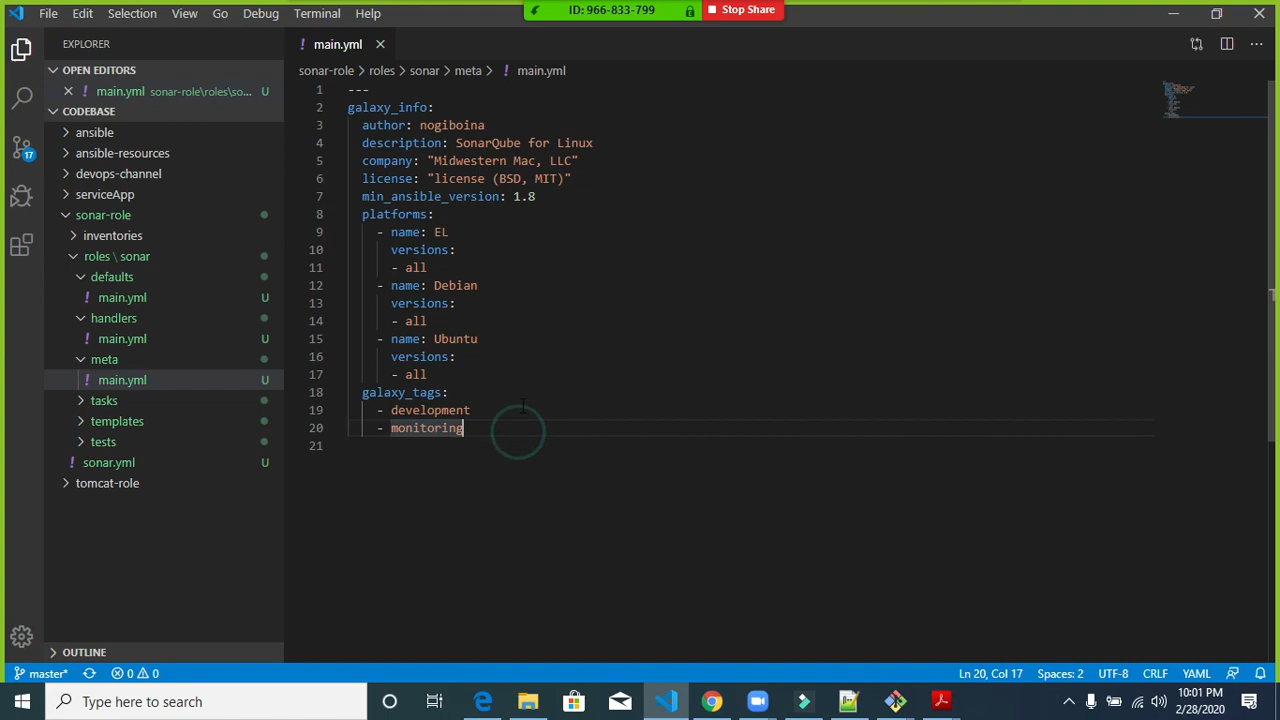 File Edit Selection View Go Debug Terminal Help
ID: 966-833-799 Stop Share
EXPLORER
OPEN EDITORS
main.yml sonar-role\roles\so... U
CODEBASE
ansible
ansible-resources
devops-channel
serviceApp
sonar-role
inventories
roles \ sonar
defaults
main.yml U
handlers
main.yml U
meta
main.yml U
tasks
templates
tests
sonar.yml U
tomcat-role
OUTLINE
17
! main.yml
sonar-role > roles > sonar > meta > ! main.yml
1 ---
2 galaxy_info:
3 author: nogiboina
4 description: SonarQube for Linux
5 company: "Midwestern Mac, LLC"
6 license: "license (BSD, MIT)"
7 min_ansible_version: 1.8
8 platforms:
9 - name: EL
10 versions:
11 - all
12 - name: Debian
13 versions:
14 - all
15 - name: Ubuntu
16 versions:
17 - all
18 galaxy_tags:
19 - development
20 - monitoring
21
master* 0 0 Ln 20, Col 17 Spaces: 2 UTF-8 CRLF YAML
Type here to search
10:01 PM
2/28/2020